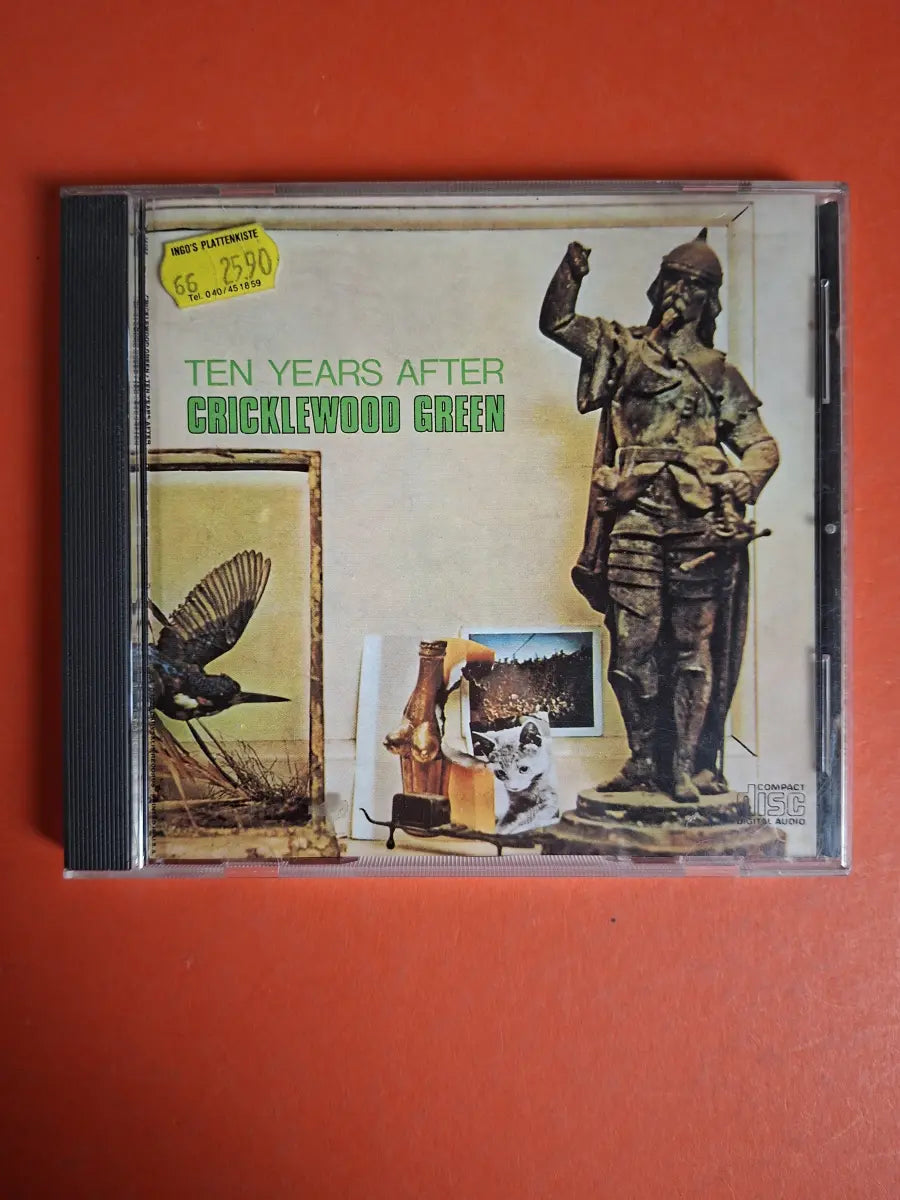 INGO'S PLATTENKISTE
66 25.90
Tel. 040/451859
TEN YEARS AFTER
CRICKLEWOOD GREEN
COMPACT
disc
DIGITAL AUDIO